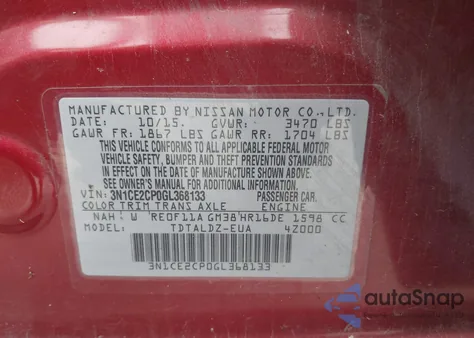 MANUFACTURED BY NISSAN MOTOR CO., LTD.
DATE: 10/15. GVWR: 3470 LBS
GAWR FR: 1867 LBS GAWR RR: 1704 LBS
THIS VEHICLE CONFORMS TO ALL APPLICABLE FEDERAL MOTOR
VEHICLE SAFETY, BUMPER AND THEFT PREVENTION STANDARDS
IN EFFECT ON THE DATE OF MANUFACTURE SHOWN ABOVE.
SEE OWNER'S MANUAL FOR ADDITIONAL INFORMATION.
VIN: 3N1CE2CP0GL368133 PASSENGER CAR.
COLOR TRIM TRANS AXLE ENGINE
NAH: W RE0F11A GM38 HR16DE 1598 CC
MODEL: TDTALDZ-EUA 4Z000
3N1CE2CP0GL368133
autoSnap